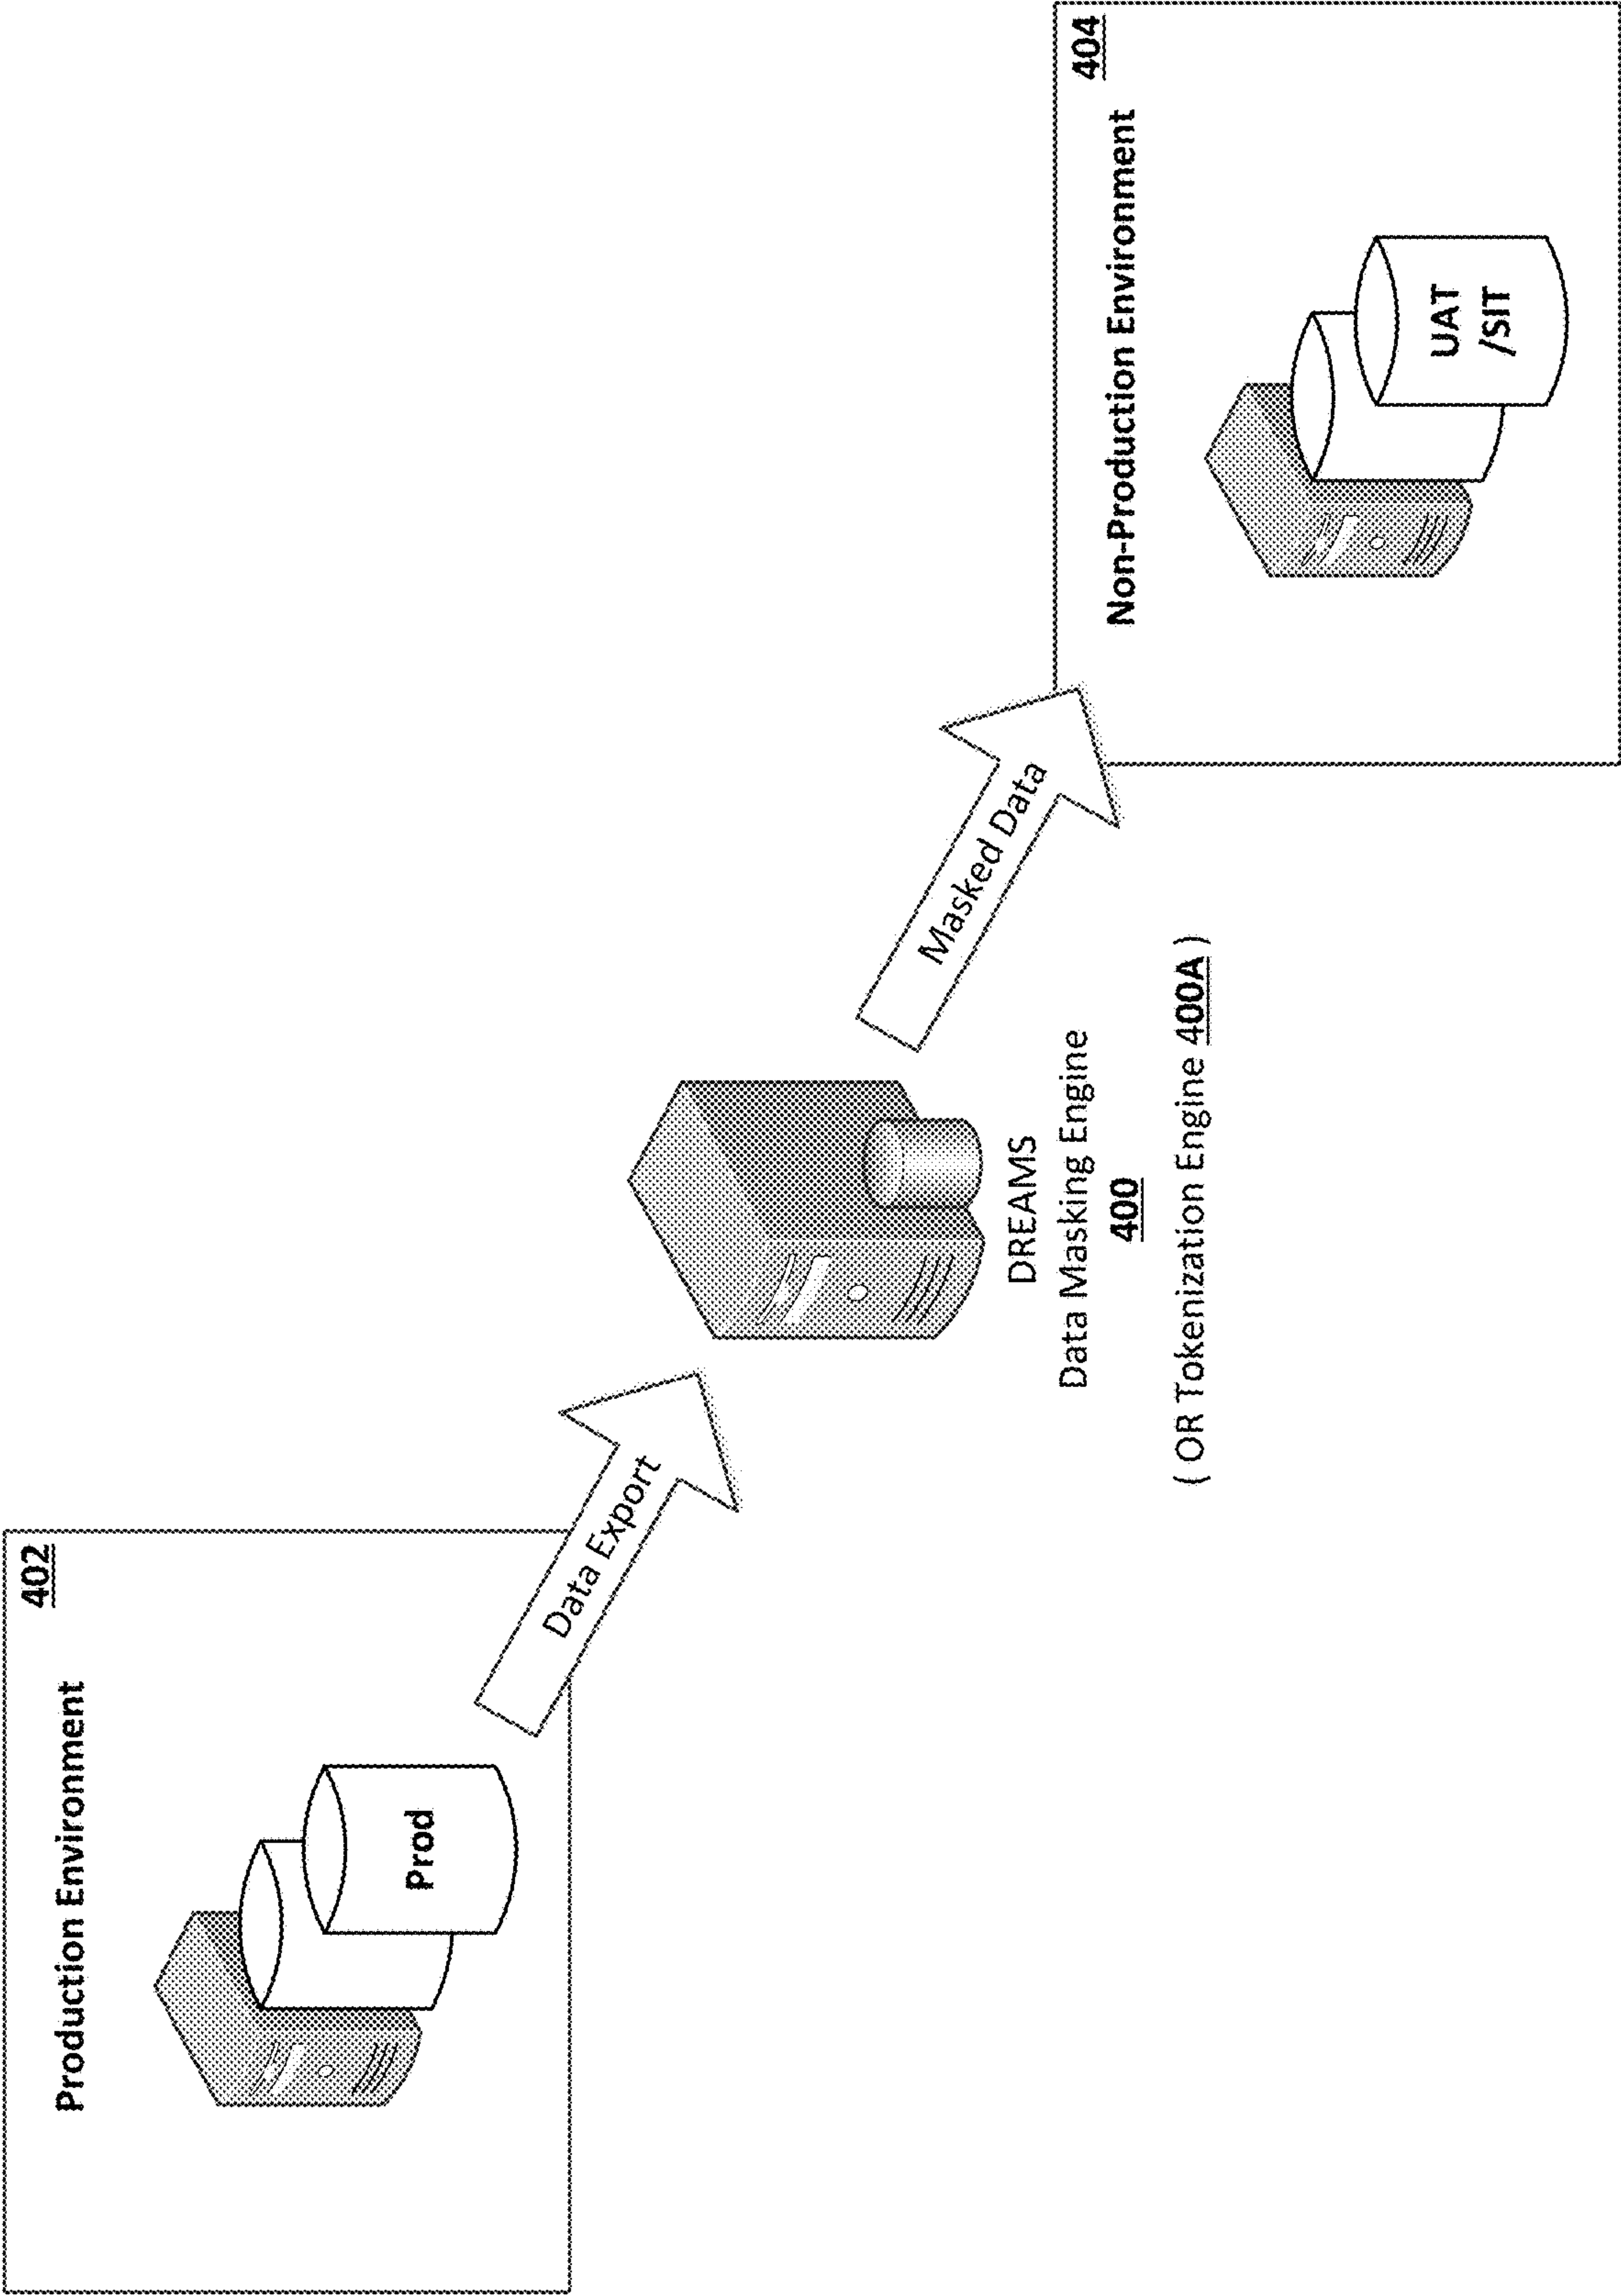 402
Production Environment
Prod
Data Export
DREAMS
Data Masking Engine
400
( OR Tokenization Engine 400A )
Masked Data
404
Non-Production Environment
UAT
/SIT